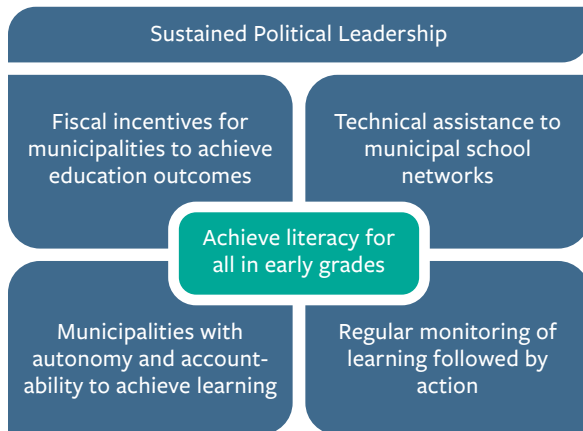 Sustained Political Leadership
Fiscal incentives for
municipalities to achieve
education outcomes
Technical assistance to
municipal school
networks
Achieve literacy for
all in early grades
Municipalities with
autonomy and account-
ability to achieve learning
Regular monitoring of
learning followed by
action